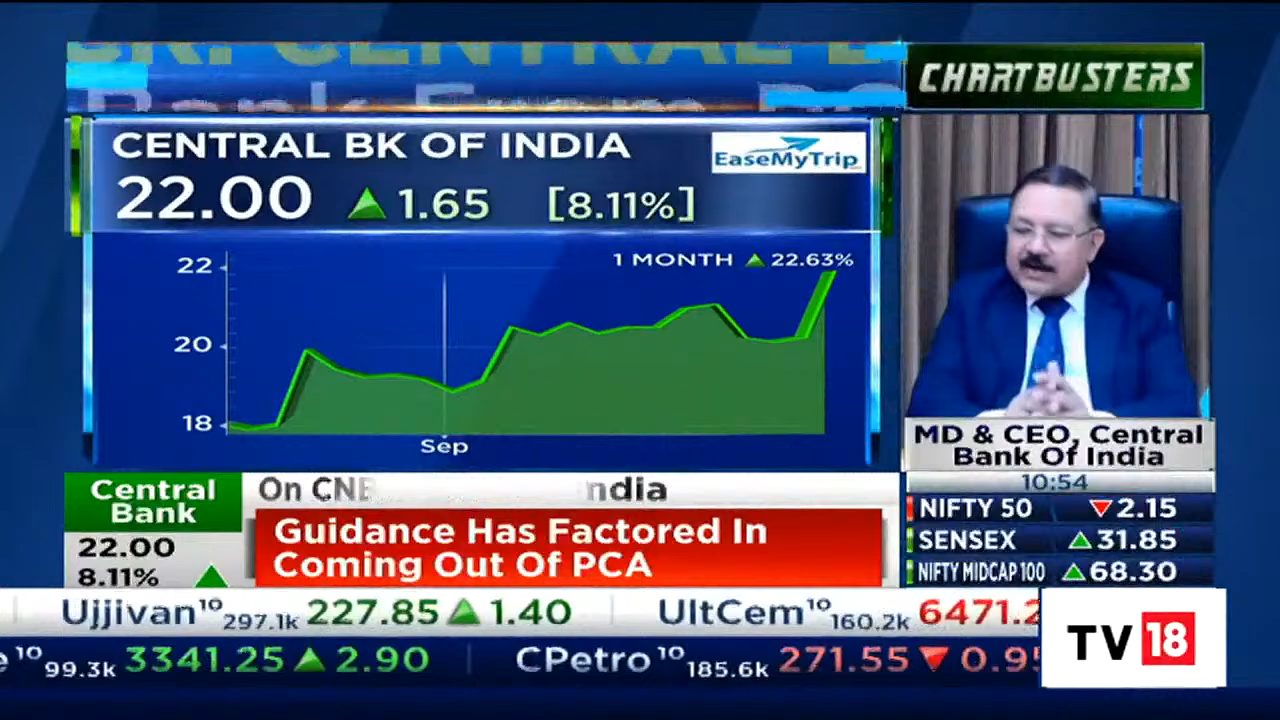 CHARTBUSTERS
CENTRAL BK OF INDIA
EaseMyTrip
22.00 ▲ 1.65 [8.11%]
1 MONTH ▲ 22.63%
22
20
18
Sep
MD & CEO, Central
Bank Of India
10:54
NIFTY 50 ▼ 2.15
SENSEX ▲ 31.85
NIFTY MIDCAP 100 ▲ 68.30
Central
Bank
22.00
8.11% ▲
On CNB
ndia
Guidance Has Factored In
Coming Out Of PCA
Ujjivan 10 297.1k 227.85 ▲ 1.40 UltCem 10 160.2k 6471.2
e 10 99.3k 3341.25 ▲ 2.90 CPetro 10 185.6k 271.55 ▼ 0.95
TV18